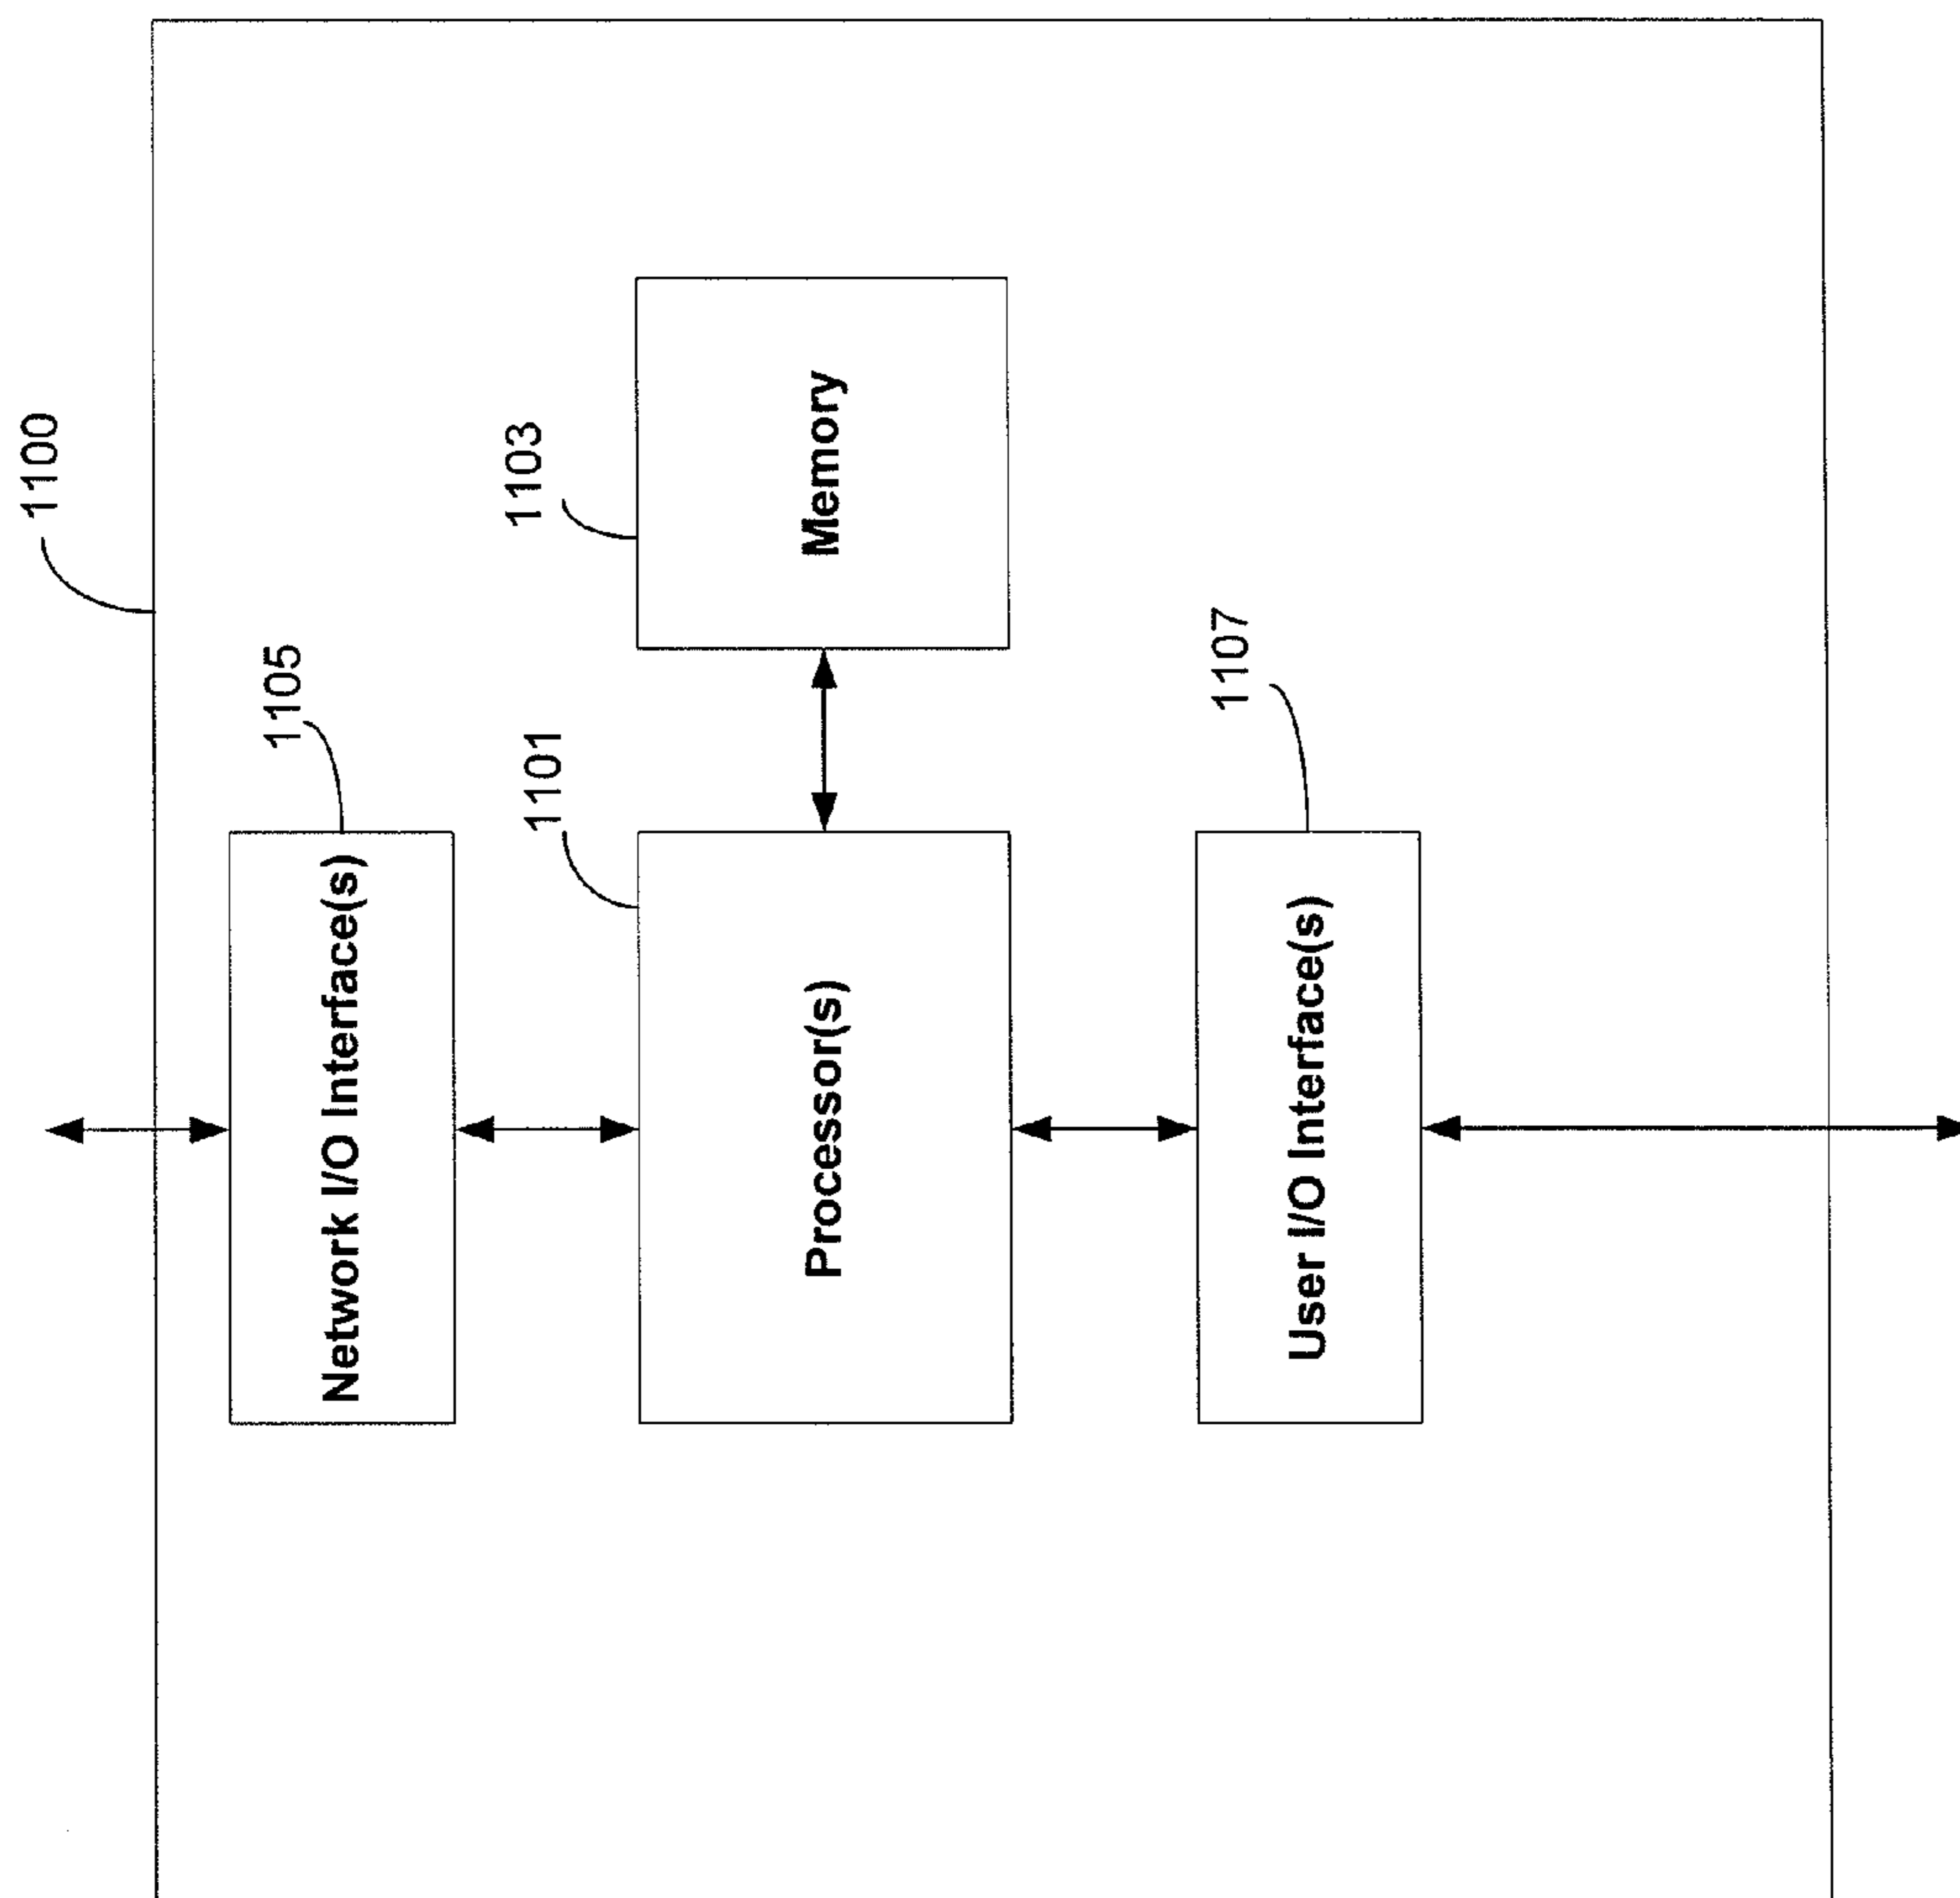 1100
1105
Network I/O Interface(s)
1101
Processor(s)
1103
Memory
1107
User I/O Interface(s)